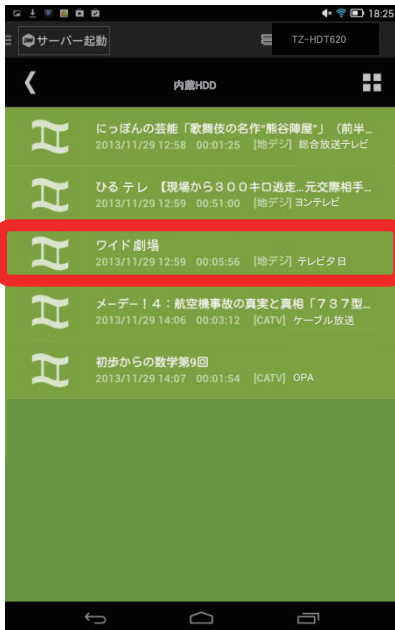 18:25
サーバー起動
TZ-HDT620
内蔵HDD
にっぽんの芸能「歌舞伎の名作"熊谷陣屋"」（前半...
2013/11/29 12:58 00:01:25 [地デジ] 総合放送テレビ
ひる テレ 【現場から３００キロ逃走...元交際相手...
2013/11/29 12:59 00:51:00 [地デジ] ヨンテレビ
ワイド劇場
2013/11/29 12:59 00:05:56 [地デジ] テレビタ日
メーデー！４：航空機事故の真実と真相「７３７型...
2013/11/29 14:06 00:03:12 [CATV] ケーブル放送
初歩からの数学第9回
2013/11/29 14:07 00:01:54 [CATV] OPA